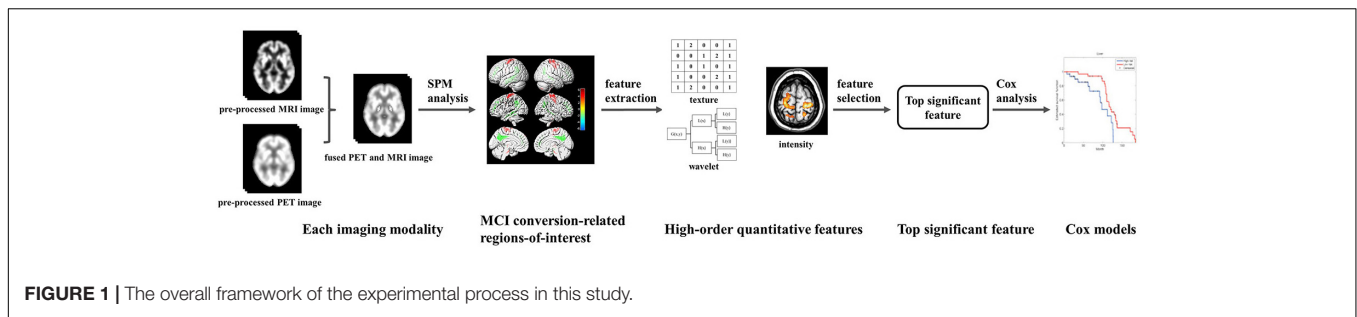 pre-processed MRI image
pre-processed PET image
fused PET and MRI image
SPM
analysis
feature
extraction
1 2 0 0 1
0 0 1 2 1
1 0 1 0 1
1 0 0 2 1
1 2 0 0 1
texture
G(x,y)
L(x)
H(x)
L(y)
H(y)
L(y)
H(y)
wavelet
intensity
feature
selection
Top significant
feature
Cox
analysis
Each imaging modality
MCI conversion-related
regions-of-interest
High-order quantitative features
Top significant feature
Cox models
FIGURE 1 | The overall framework of the experimental process in this study.